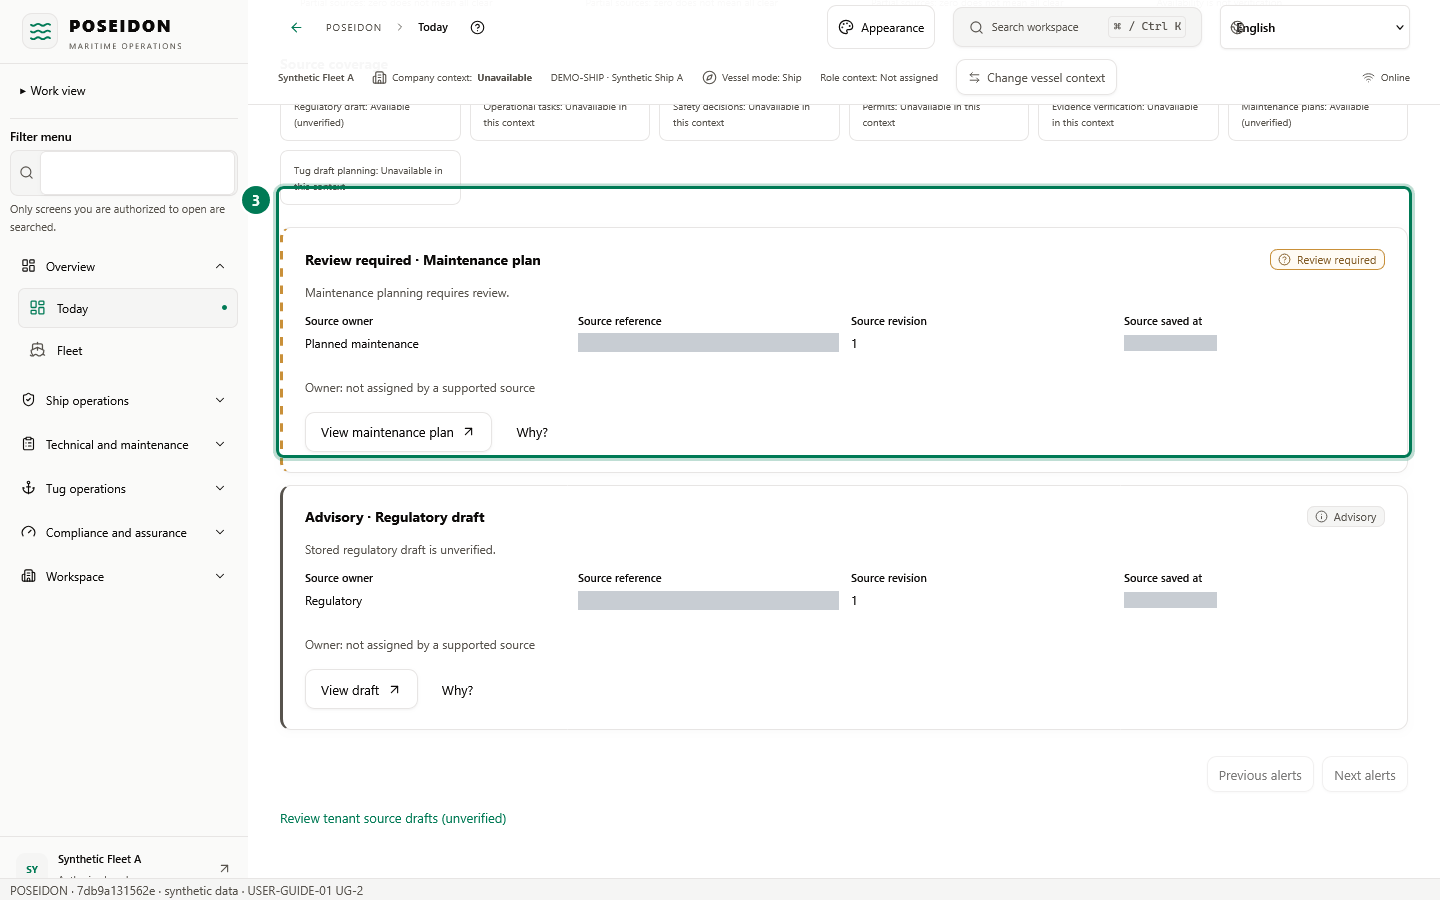 POSEIDON
MARITIME OPERATIONS
Work view
Filter menu
Only screens you are authorized to open are
searched.
Overview
Today
Fleet
Ship operations
Technical and maintenance
Tug operations
Compliance and assurance
Workspace
SY
Synthetic Fleet A
POSEIDON
Today
Appearance
Search workspace
⌘ / Ctrl K
English
Source coverage
Synthetic Fleet A
Company context: Unavailable
DEMO-SHIP · Synthetic Ship A
Vessel mode: Ship
Role context: Not assigned
Change vessel context
Online
Regulatory draft: Available
(unverified)
Operational tasks: Unavailable in
this context
Safety decisions: Unavailable in
this context
Permits: Unavailable in this
context
Evidence verification: Unavailable
in this context
Maintenance plans: Available
(unverified)
Tug draft planning: Unavailable in
this context
3
Review required · Maintenance plan
Review required
Maintenance planning requires review.
Source owner
Planned maintenance
Source reference
Source revision
1
Source saved at
Owner: not assigned by a supported source
View maintenance plan
Why?
Advisory · Regulatory draft
Advisory
Stored regulatory draft is unverified.
Source owner
Regulatory
Source reference
Source revision
1
Source saved at
Owner: not assigned by a supported source
View draft
Why?
Previous alerts
Next alerts
Review tenant source drafts (unverified)
POSEIDON · 7db9a131562e · synthetic data · USER-GUIDE-01 UG-2